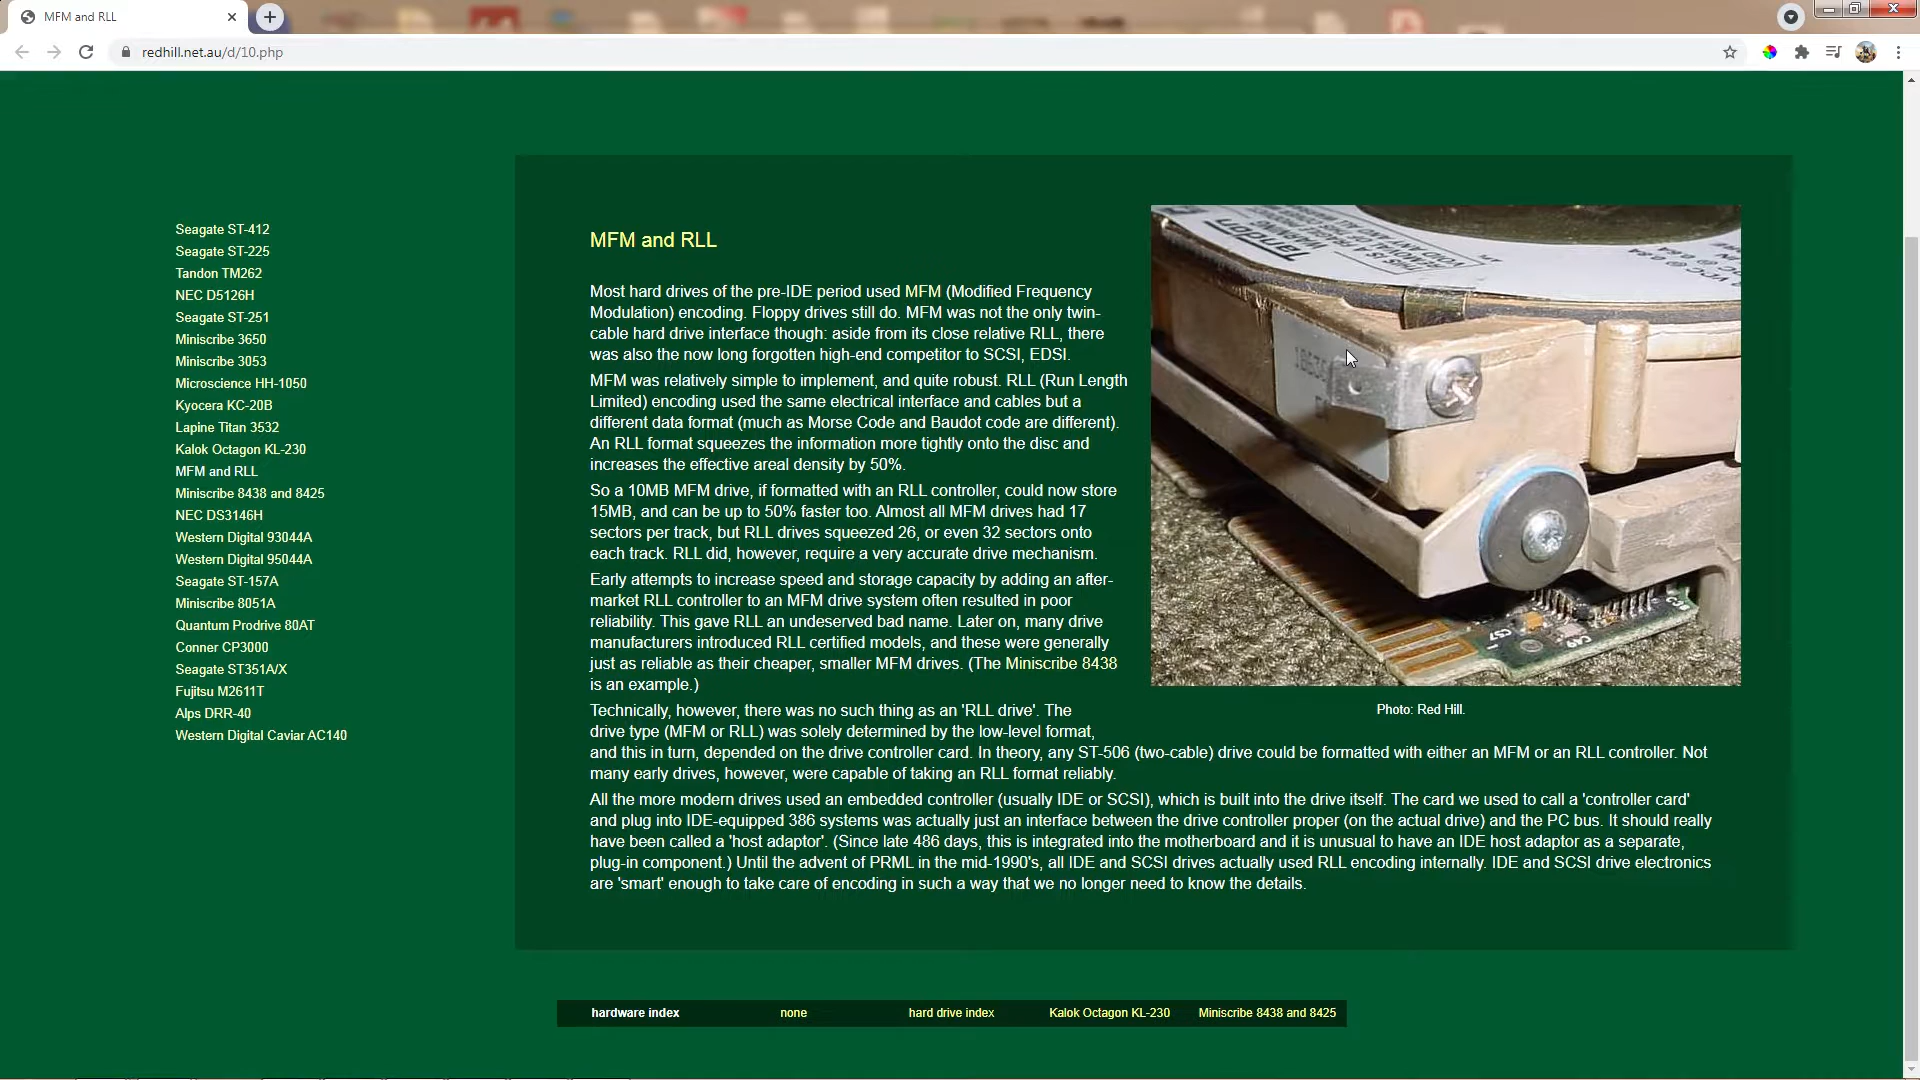 MFM and RLL
redhill.net.au/d/10.php
Seagate ST-412
Seagate ST-225
Tandon TM262
NEC D5126H
Seagate ST-251
Miniscribe 3650
Miniscribe 3053
Microscience HH-1050
Kyocera KC-20B
Lapine Titan 3532
Kalok Octagon KL-230
MFM and RLL
Miniscribe 8438 and 8425
NEC DS3146H
Western Digital 93044A
Western Digital 95044A
Seagate ST-157A
Miniscribe 8051A
Quantum Prodrive 80AT
Conner CP3000
Seagate ST351A/X
Fujitsu M2611T
Alps DRR-40
Western Digital Caviar AC140
MFM and RLL
Most hard drives of the pre-IDE period used MFM (Modified Frequency
Modulation) encoding. Floppy drives still do. MFM was not the only twin-
cable hard drive interface though: aside from its close relative RLL, there
was also the now long forgotten high-end competitor to SCSI, EDSI.
MFM was relatively simple to implement, and quite robust. RLL (Run Length
Limited) encoding used the same electrical interface and cables but a
different data format (much as Morse Code and Baudot code are different).
An RLL format squeezes the information more tightly onto the disc and
increases the effective areal density by 50%.
So a 10MB MFM drive, if formatted with an RLL controller, could now store
15MB, and can be up to 50% faster too. Almost all MFM drives had 17
sectors per track, but RLL drives squeezed 26, or even 32 sectors onto
each track. RLL did, however, require a very accurate drive mechanism.
Early attempts to increase speed and storage capacity by adding an after-
market RLL controller to an MFM drive system often resulted in poor
reliability. This gave RLL an undeserved bad name. Later on, many drive
manufacturers introduced RLL certified models, and these were generally
just as reliable as their cheaper, smaller MFM drives. (The Miniscribe 8438
is an example.)
Technically, however, there was no such thing as an 'RLL drive'. The
drive type (MFM or RLL) was solely determined by the low-level format,
and this in turn, depended on the drive controller card. In theory, any ST-506 (two-cable) drive could be formatted with either an MFM or an RLL controller. Not
many early drives, however, were capable of taking an RLL format reliably.
All the more modern drives used an embedded controller (usually IDE or SCSI), which is built into the drive itself. The card we used to call a 'controller card'
and plug into IDE-equipped 386 systems was actually just an interface between the drive controller proper (on the actual drive) and the PC bus. It should really
have been called a 'host adaptor'. (Since late 486 days, this is integrated into the motherboard and it is unusual to have an IDE host adaptor as a separate,
plug-in component.) Until the advent of PRML in the mid-1990's, all IDE and SCSI drives actually used RLL encoding internally. IDE and SCSI drive electronics
are 'smart' enough to take care of encoding in such a way that we no longer need to know the details.
Tandon
C57
C49
Photo: Red Hill.
hardware index none hard drive index Kalok Octagon KL-230 Miniscribe 8438 and 8425